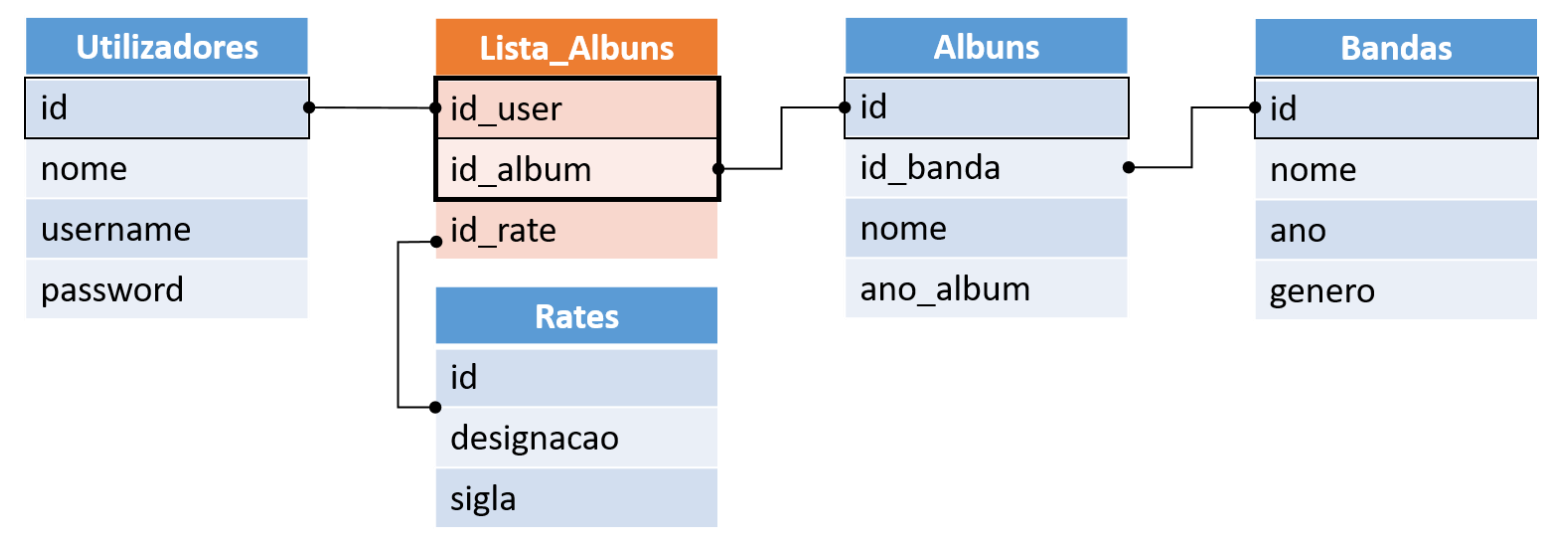 Utilizadores
id
nome
username
password
Lista_Albuns
id_user
id_album
id_rate
Rates
id
designacao
sigla
Albuns
id
id_banda
nome
ano_album
Bandas
id
nome
ano
genero